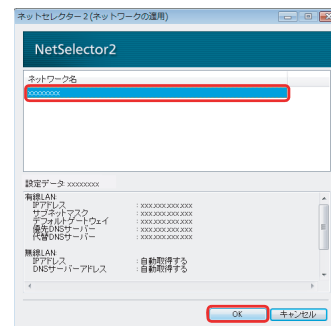 ネットセレクター2(ネットワークの運用)
NetSelector2
ネットワーク名
xxxxxxxx
設定データ: xxxxxxxx
有線LAN:
IPアドレス : xxx.xxx.xxx.xxx
サブネットマスク : xxx.xxx.xxx.xxx
デフォルトゲートウェイ : xxx.xxx.xxx.xxx
優先DNSサーバー : xxx.xxx.xxx.xxx
代替DNSサーバー : xxx.xxx.xxx.xxx
無線LAN:
IPアドレス : 自動取得する
DNSサーバーアドレス : 自動取得する
OK キャンセル